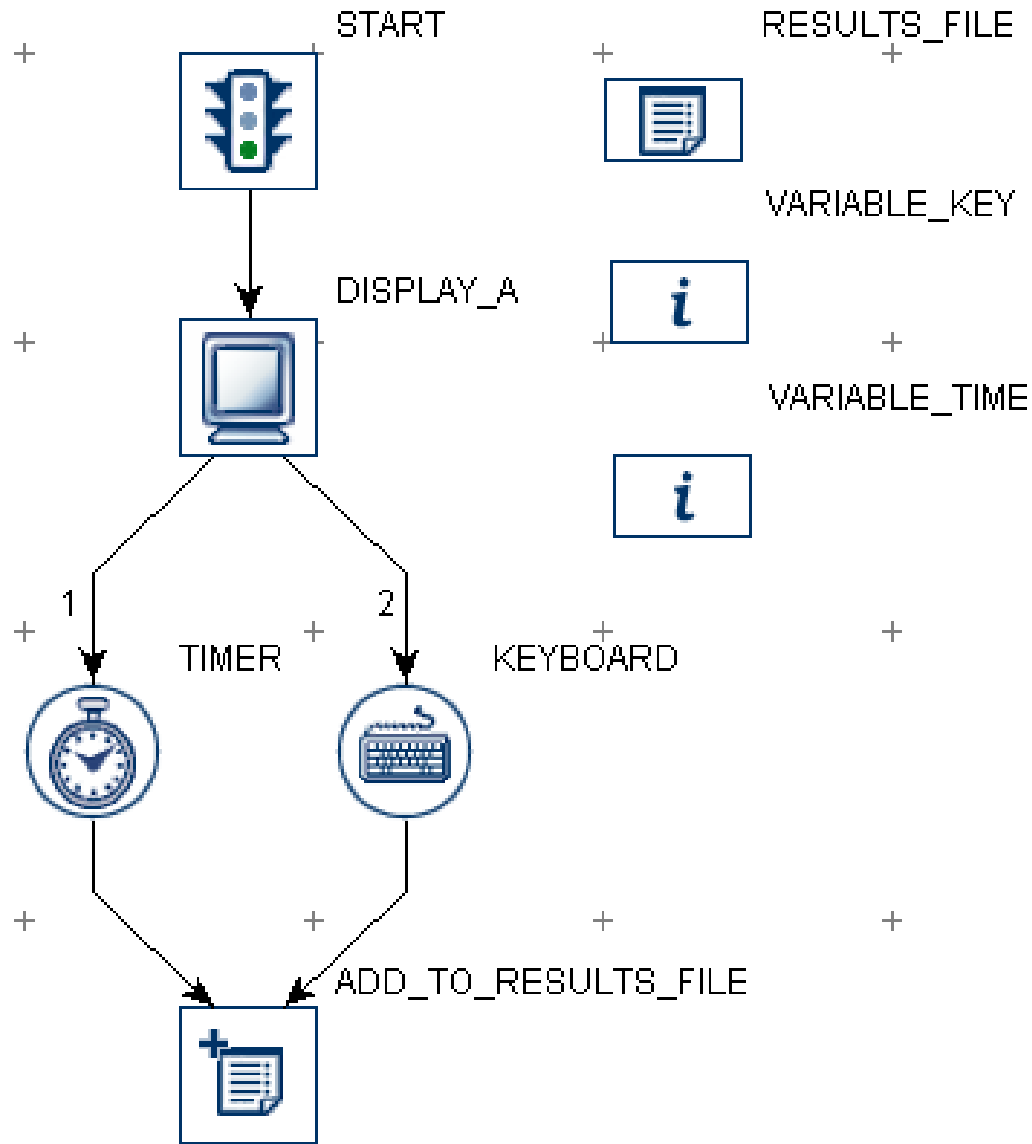 START
RESULTS_FILE
VARIABLE_KEY
DISPLAY_A
VARIABLE_TIME
1
2
TIMER
KEYBOARD
ADD_TO_RESULTS_FILE